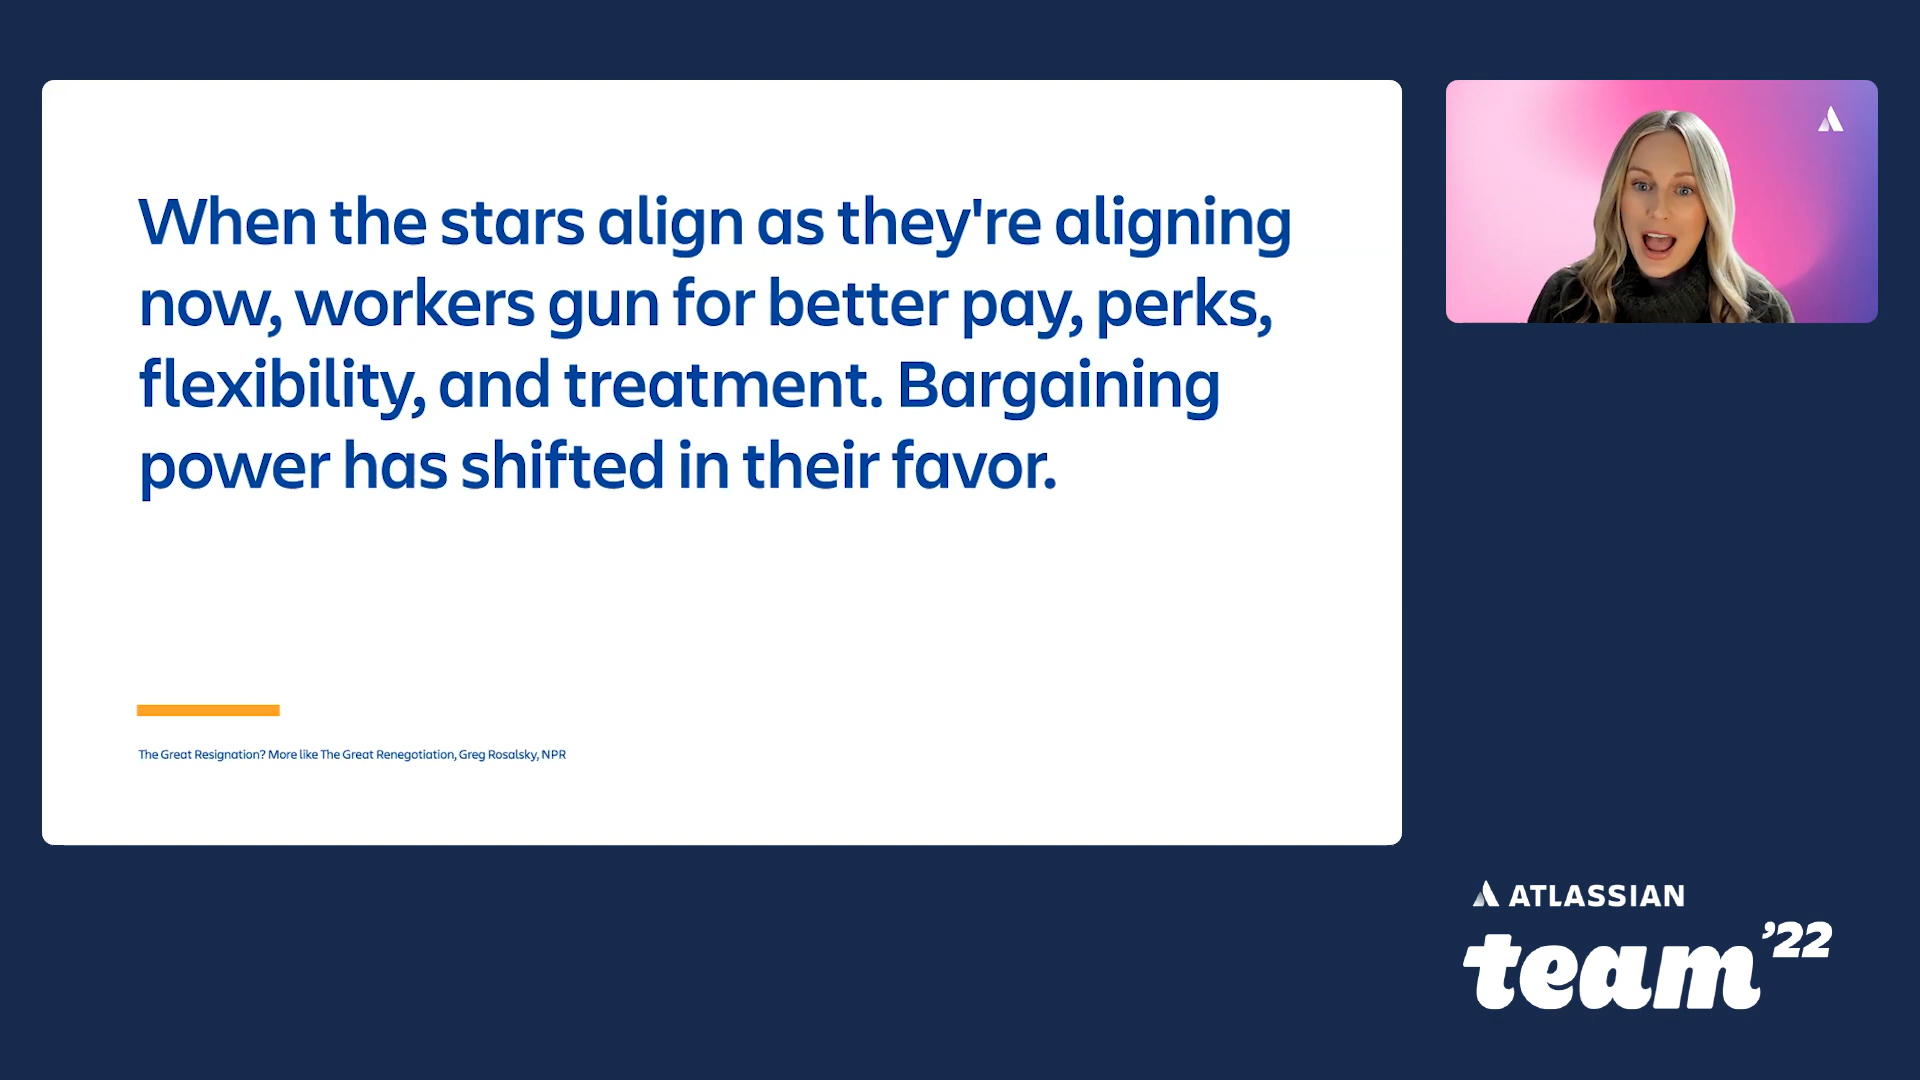 When the stars align as they're aligning
now, workers gun for better pay, perks,
flexibility, and treatment. Bargaining
power has shifted in their favor.
The Great Resignation? More like The Great Renegotiation, Greg Rosalsky, NPR
ATLASSIAN
team '22